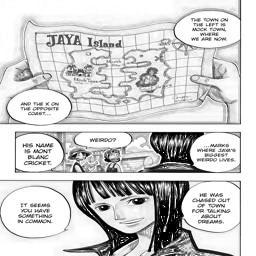 THE TOWN ON
THE LEFT IS
MOCK TOWN,
WHERE
WE ARE NOW.
JAYA Island
AND THE X ON
THE OPPOSITE
COAST...
WEIRDO?
...MARKS
WHERE JAYA'S
BIGGEST
WEIRDO LIVES.
HIS NAME
IS MONT
BLANC
CRICKET.
HE WAS
CHASED OUT
OF TOWN
FOR TALKING
ABOUT
DREAMS.
IT SEEMS
YOU HAVE
SOMETHING
IN COMMON.